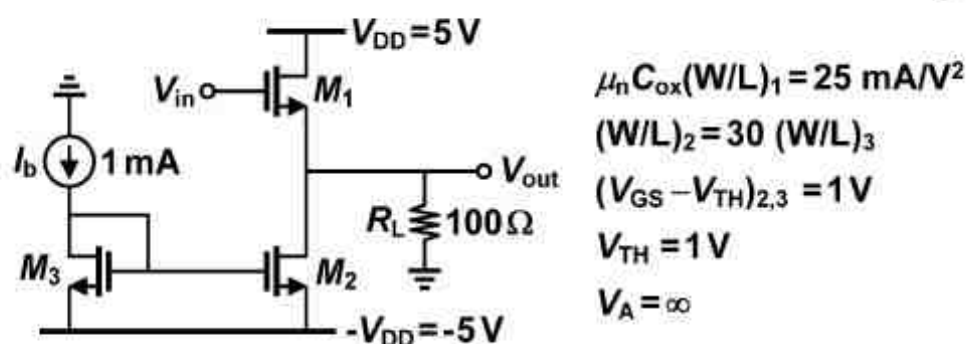 V_DD = 5 V
V_in
M_1
I_b
1 mA
V_out
R_L
100 Ω
M_3
M_2
-V_DD = -5 V
μ_nC_ox(W/L)_1 = 25 mA/V²
(W/L)_2 = 30 (W/L)_3
(V_GS – V_TH)_2,3 = 1 V
V_TH = 1 V
V_A = ∞